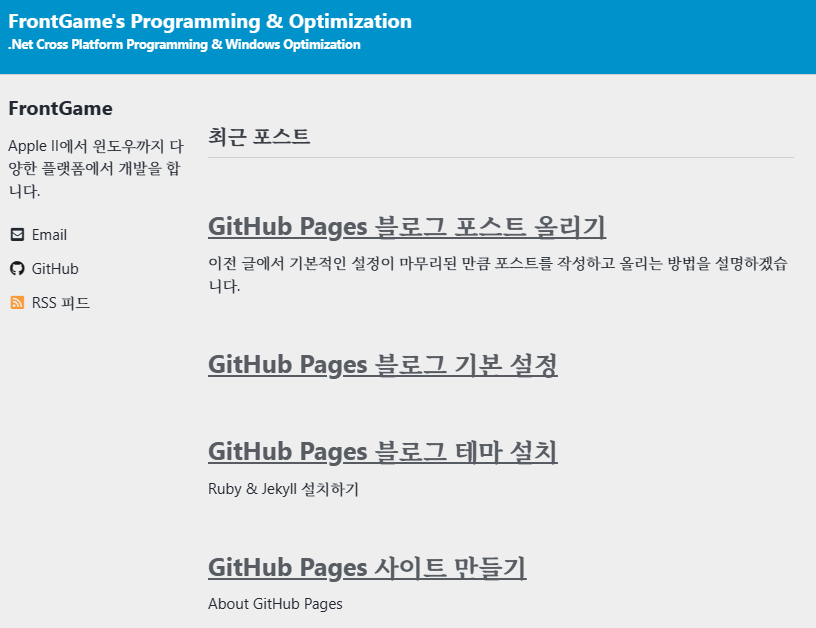 FrontGame's Programming & Optimization
.Net Cross Platform Programming & Windows Optimization
FrontGame
Apple II에서 윈도우까지 다
양한 플랫폼에서 개발을 합
니다.
Email
GitHub
RSS 피드
최근 포스트
GitHub Pages 블로그 포스트 올리기
이전 글에서 기본적인 설정이 마무리된 만큼 포스트를 작성하고 올리는 방법을 설명하겠습
니다.
GitHub Pages 블로그 기본 설정
GitHub Pages 블로그 테마 설치
Ruby & Jekyll 설치하기
GitHub Pages 사이트 만들기
About GitHub Pages